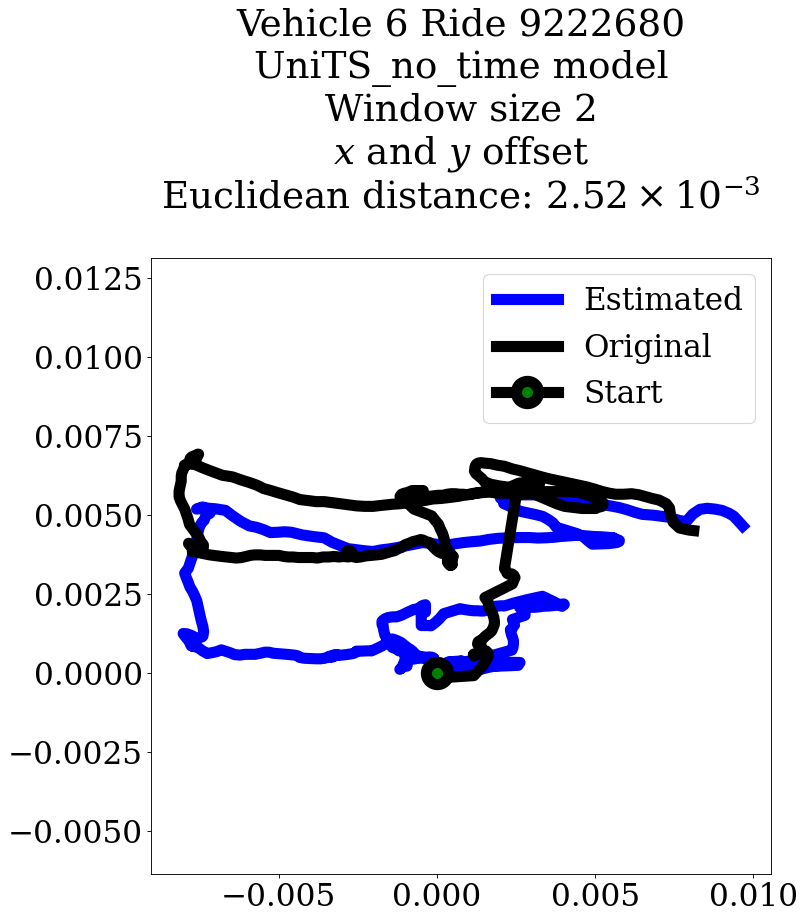 Vehicle 6 Ride 9222680
UniTS_no_time model
Window size 2
x and y offset
Euclidean distance: 2.52 × 10⁻³
Estimated
Original
Start
0.0125
0.0100
0.0075
0.0050
0.0025
0.0000
−0.0025
−0.0050
−0.005 0.000 0.005 0.010